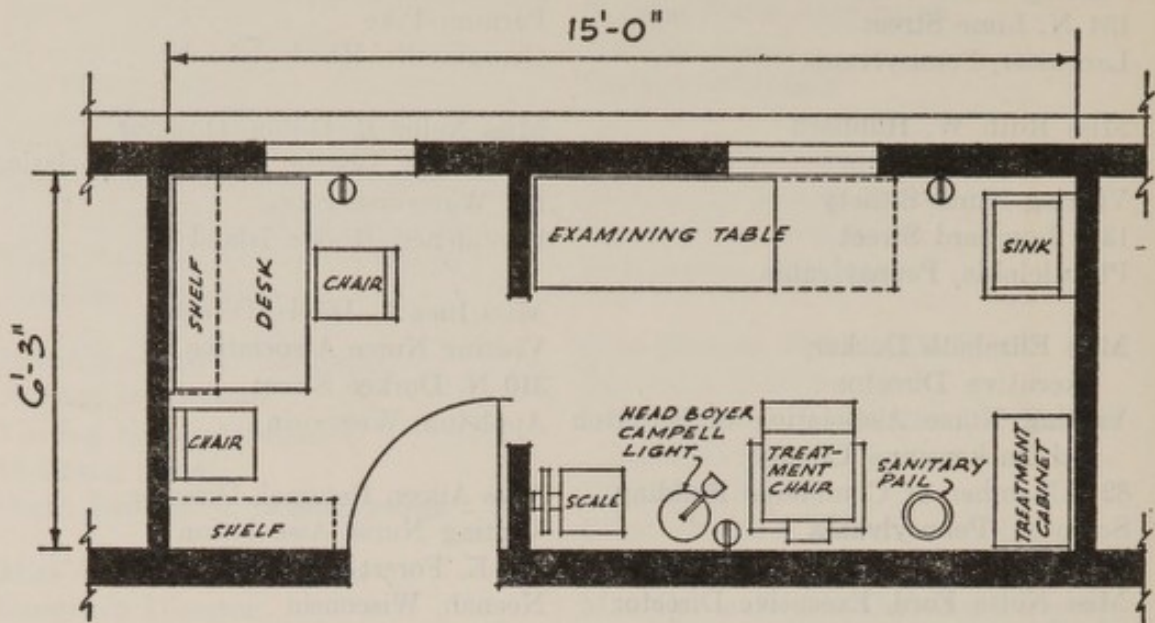 15'-0"
6'-3"
SHELF
DESK
CHAIR
EXAMINING TABLE
SINK
CHAIR
SHELF
SCALE
HEAD BOYER
CAMPELL
LIGHT
TREAT-
MENT
CHAIR
SANITARY
PAIL
TREATMENT
CABINET